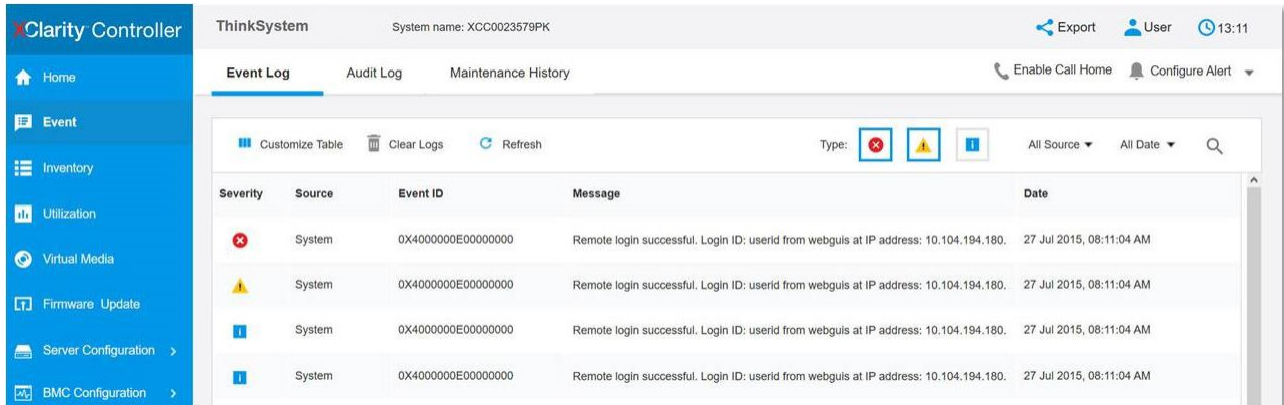 XClarity Controller
ThinkSystem
System name: XCC0023579PK
Export
User
13:11
Home
Event
Inventory
Utilization
Virtual Media
Firmware Update
Server Configuration
BMC Configuration
Event Log Audit Log Maintenance History
Enable Call Home
Configure Alert
Customize Table
Clear Logs
Refresh
Type:
All Source
All Date
Severity Source Event ID Message Date
System 0X4000000E00000000 Remote login successful. Login ID: userid from webguis at IP address: 10.104.194.180. 27 Jul 2015, 08:11:04 AM
System 0X4000000E00000000 Remote login successful. Login ID: userid from webguis at IP address: 10.104.194.180. 27 Jul 2015, 08:11:04 AM
System 0X4000000E00000000 Remote login successful. Login ID: userid from webguis at IP address: 10.104.194.180. 27 Jul 2015, 08:11:04 AM
System 0X4000000E00000000 Remote login successful. Login ID: userid from webguis at IP address: 10.104.194.180. 27 Jul 2015, 08:11:04 AM